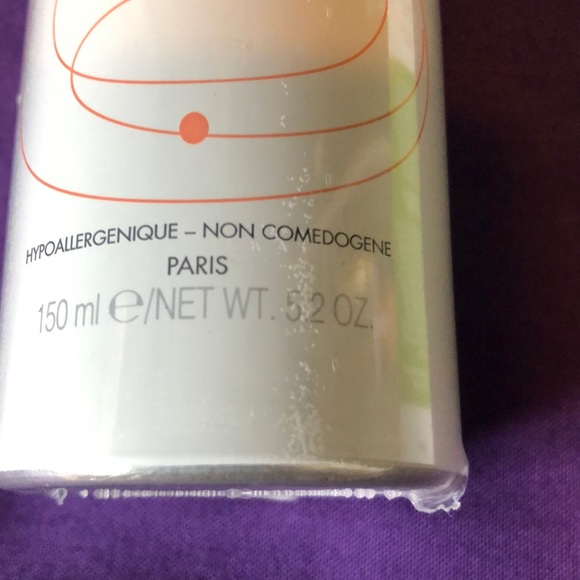 HYPOALLERGENIQUE – NON COMEDOGENE
PARIS
150 ml ℮/NET WT. 5.2 OZ.